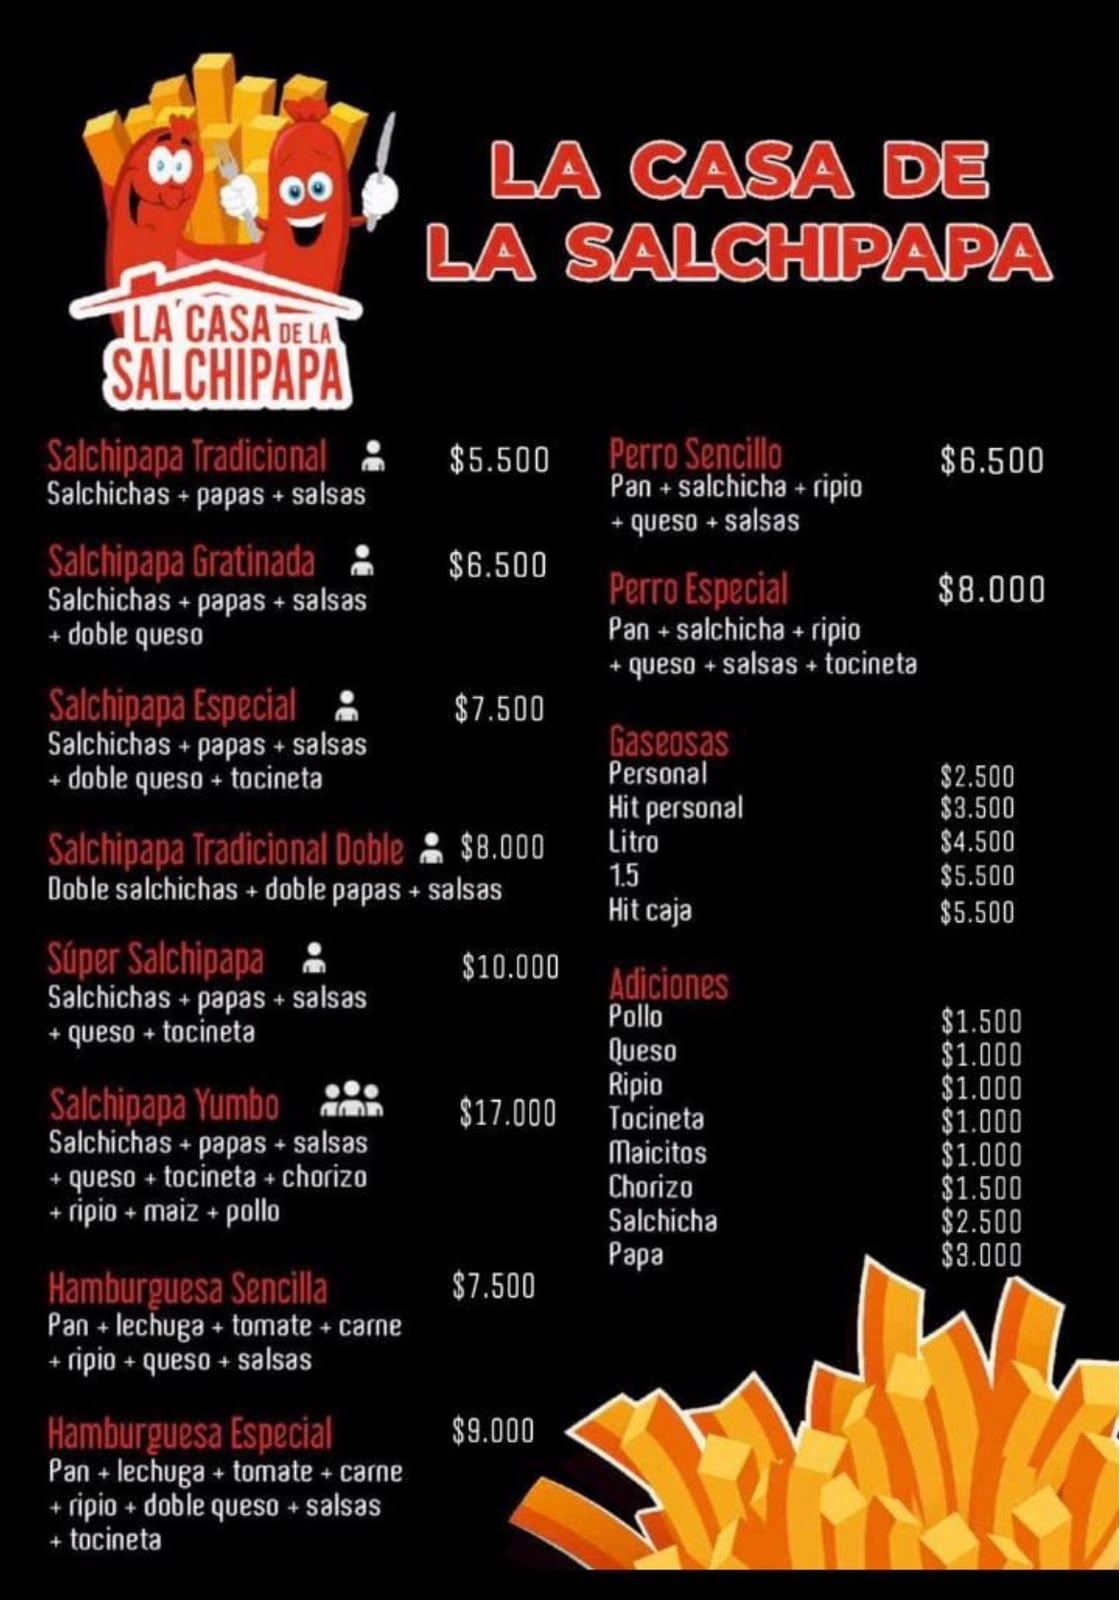 LA CASA DE LA
SALCHIPAPA
LA CASA DE
LA SALCHIPAPA
Salchipapa Tradicional $5.500
Salchichas + papas + salsas
Salchipapa Gratinada $6.500
Salchichas + papas + salsas
+ doble queso
Salchipapa Especial $7.500
Salchichas + papas + salsas
+ doble queso + tocineta
Salchipapa Tradicional Doble $8.000
Doble salchichas + doble papas + salsas
Súper Salchipapa $10.000
Salchichas + papas + salsas
+ queso + tocineta
Salchipapa Yumbo $17.000
Salchichas + papas + salsas
+ queso + tocineta + chorizo
+ ripio + maiz + pollo
Hamburguesa Sencilla $7.500
Pan + lechuga + tomate + carne
+ ripio + queso + salsas
Hamburguesa Especial $9.000
Pan + lechuga + tomate + carne
+ ripio + doble queso + salsas
+ tocineta
Perro Sencillo $6.500
Pan + salchicha + ripio
+ queso + salsas
Perro Especial $8.000
Pan + salchicha + ripio
+ queso + salsas + tocineta
Gaseosas
Personal $2.500
Hit personal $3.500
Litro $4.500
1.5 $5.500
Hit caja $5.500
Adiciones
Pollo $1.500
Queso $1.000
Ripio $1.000
Tocineta $1.000
Maicitos $1.000
Chorizo $1.500
Salchicha $2.500
Papa $3.000